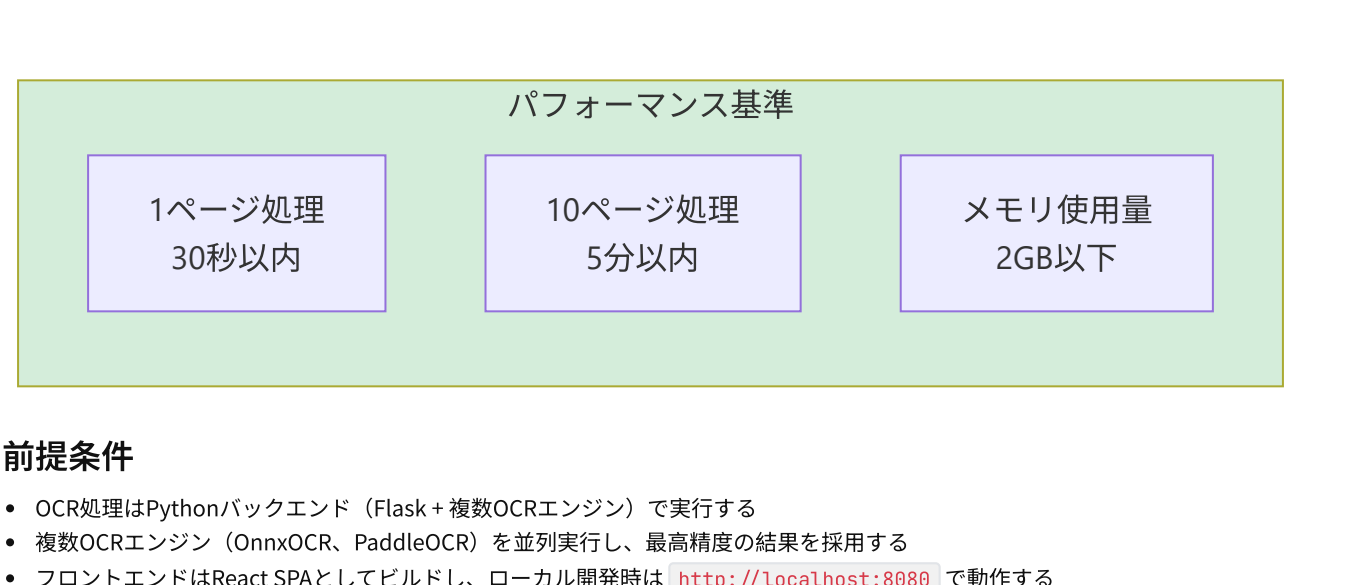 パフォーマンス基準
1ページ処理
30秒以内
10ページ処理
5分以内
メモリ使用量
2GB以下
前提条件
• OCR処理はPythonバックエンド（Flask + 複数OCRエンジン）で実行する
• 複数OCRエンジン（OnnxOCR、PaddleOCR）を並列実行し、最高精度の結果を採用する
• フロントエンドはReact SPAとしてビルドし、ローカル開発時は http://localhost:8080 で動作する